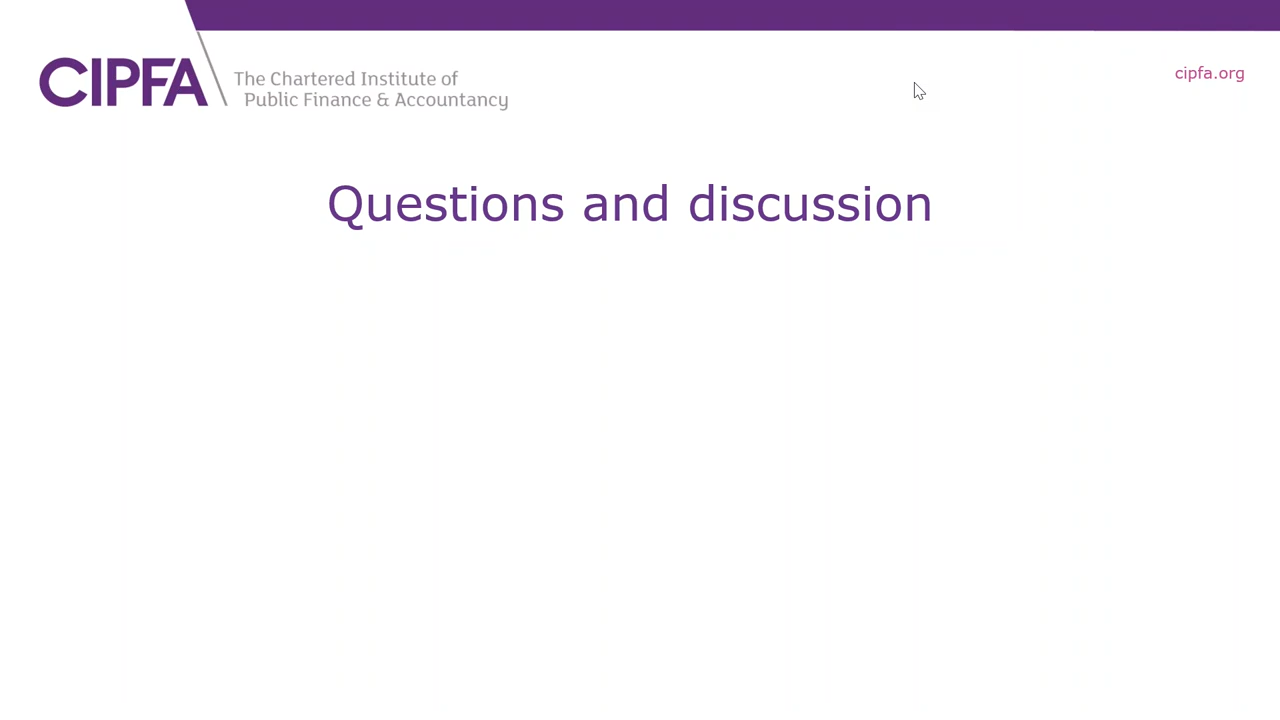 CIPFA
The Chartered Institute of
Public Finance & Accountancy
cipfa.org
Questions and discussion